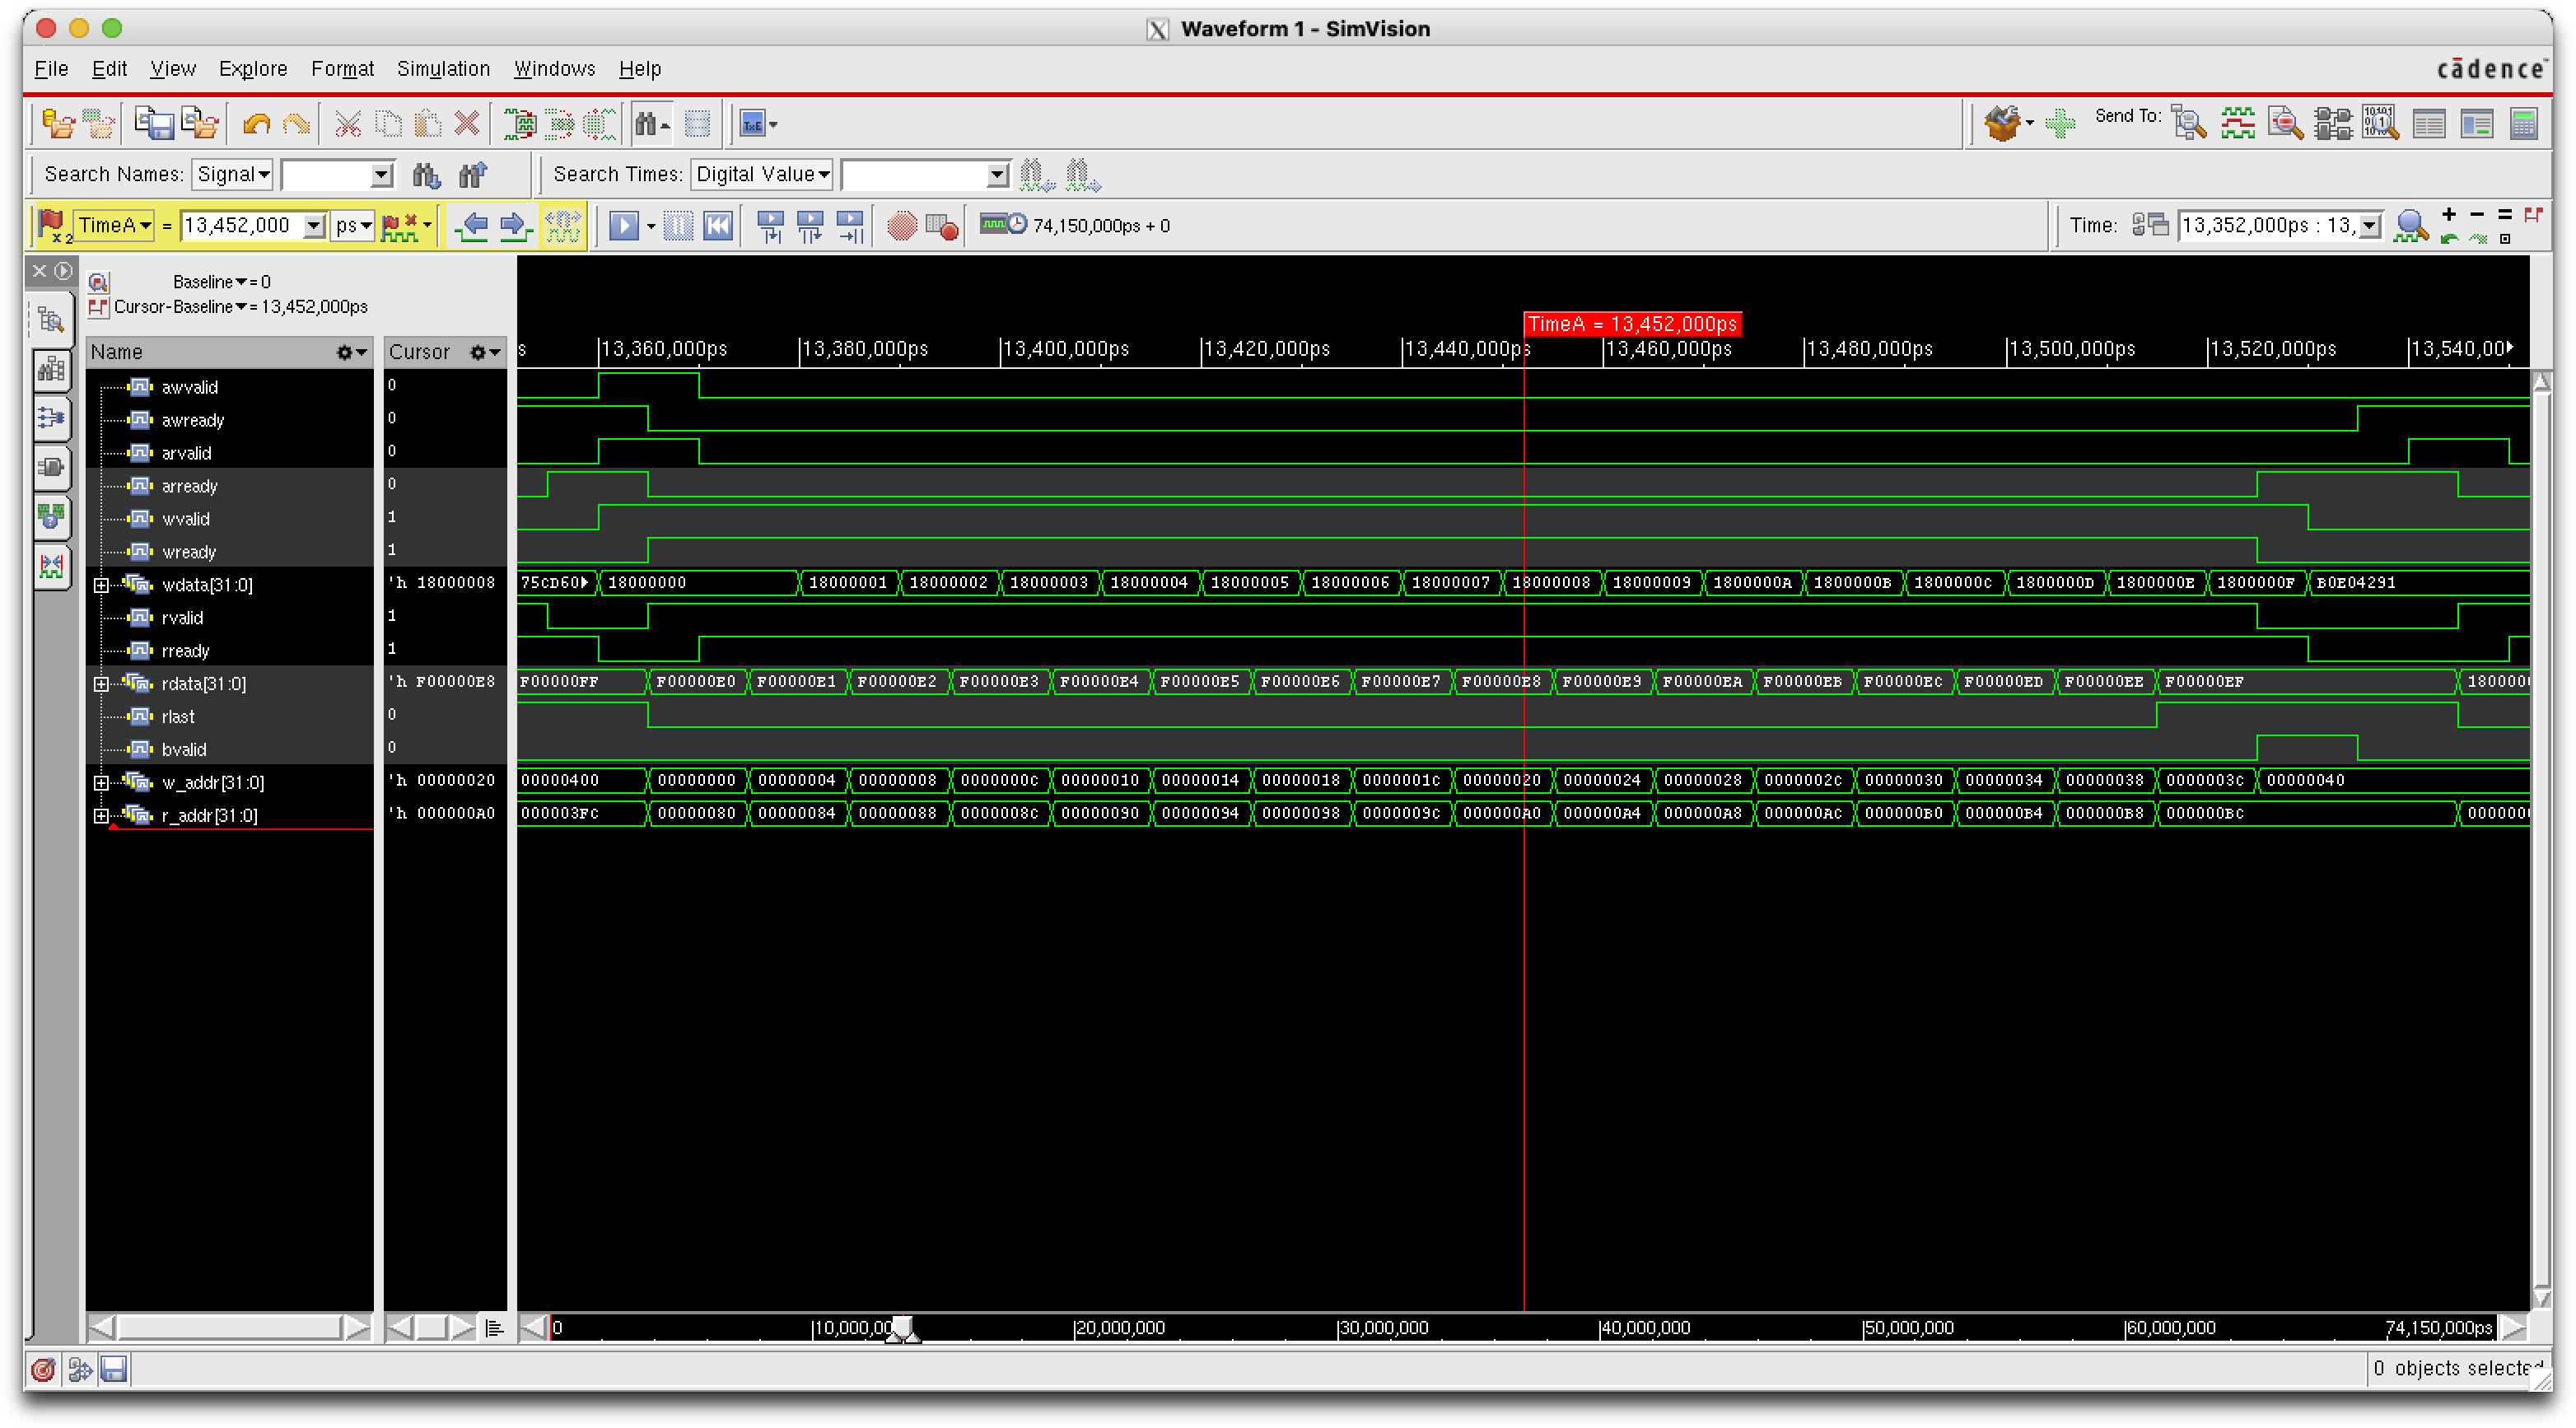 Waveform 1 - SimVision
File Edit View Explore Format Simulation Windows Help
cādence
Send To:
Search Names: Signal Search Times: Digital Value
x2 TimeA = 13,452,000 ps 74,150,000ps + 0 Time: 13,352,000ps : 13,
Baseline = 0
Cursor-Baseline = 13,452,000ps
TimeA = 13,452,000ps
Name Cursor s 13,360,000ps 13,380,000ps 13,400,000ps 13,420,000ps 13,440,000ps 13,460,000ps 13,480,000ps 13,500,000ps 13,520,000ps 13,540,00
awvalid 0
awready 0
arvalid 0
arready 0
wvalid 1
wready 1
wdata[31:0] 'h 18000008 75CD60 18000000 18000001 18000002 18000003 18000004 18000005 18000006 18000007 18000008 18000009 1800000A 1800000B 1800000C 1800000D 1800000E 1800000F B0E04291
rvalid 1
rready 1
rdata[31:0] 'h F00000E8 F00000FF F00000E0 F00000E1 F00000E2 F00000E3 F00000E4 F00000E5 F00000E6 F00000E7 F00000E8 F00000E9 F00000EA F00000EB F00000EC F00000ED F00000EE F00000EF 180000
rlast 0
bvalid 0
w_addr[31:0] 'h 00000020 00000400 00000000 00000004 00000008 0000000C 00000010 00000014 00000018 0000001C 00000020 00000024 00000028 0000002C 00000030 00000034 00000038 0000003C 00000040
r_addr[31:0] 'h 000000A0 000003FC 00000080 00000084 00000088 0000008C 00000090 00000094 00000098 0000009C 000000A0 000000A4 000000A8 000000AC 000000B0 000000B4 000000B8 000000BC 000000
0 10,000,00 20,000,000 30,000,000 40,000,000 50,000,000 60,000,000 74,150,000ps
0 objects selected